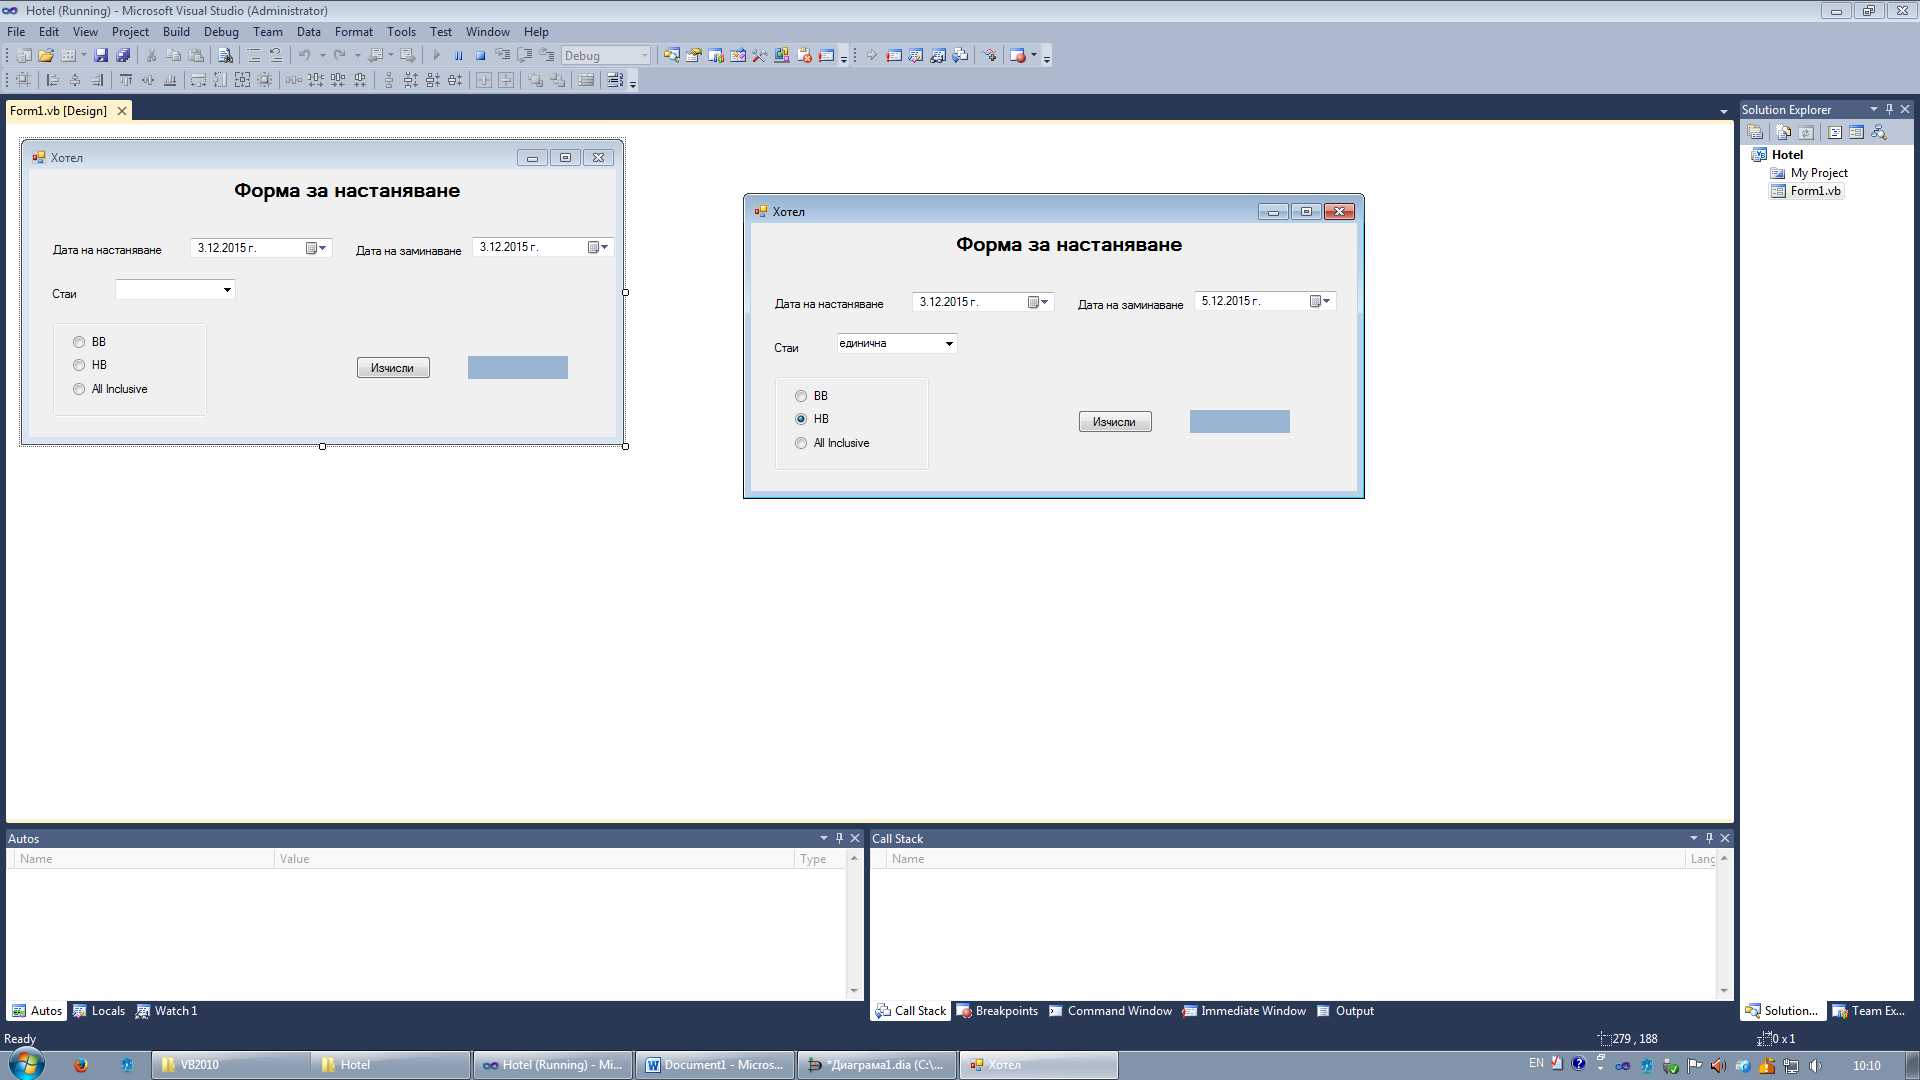 Hotel (Running) - Microsoft Visual Studio (Administrator)
File Edit View Project Build Debug Team Data Format Tools Test Window Help
Debug
Form1.vb [Design]
Хотел
Форма за настаняване
Дата на настаняване 3.12.2015 г. Дата на заминаване 3.12.2015 г.
Стаи
BB
HB
All Inclusive
Изчисли
Хотел
Форма за настаняване
Дата на настаняване 3.12.2015 г. Дата на заминаване 5.12.2015 г.
Стаи единична
BB
HB
All Inclusive
Изчисли
Solution Explorer
Hotel
My Project
Form1.vb
Autos
Name Value Type
Autos Locals Watch 1
Call Stack
Name Lang
Call Stack Breakpoints Command Window Immediate Window Output
Solution... Team Ex...
Ready 279 , 188 0 x 1
VB2010 Hotel Hotel (Running) - Mi... Document1 - Micros... *Диаграма1.dia (C:\... Хотел EN 10:10